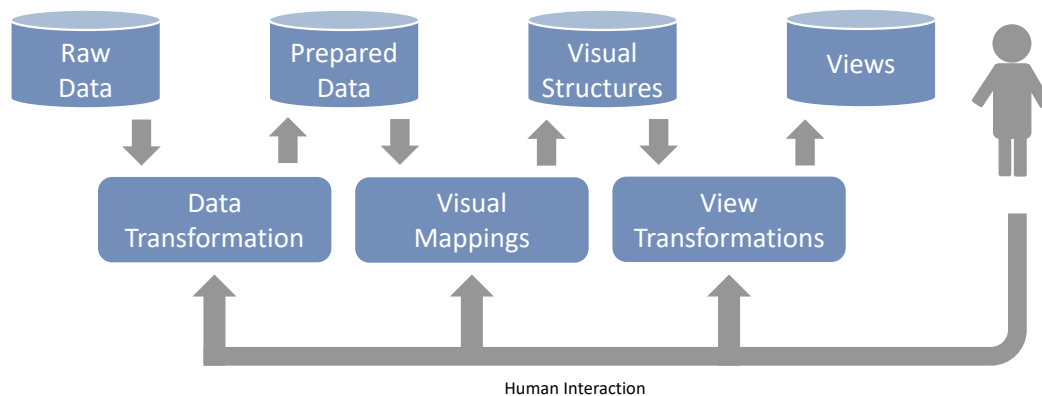 Raw
Data
Prepared
Data
Visual
Structures
Views
Data
Transformation
Visual
Mappings
View
Transformations
Human Interaction